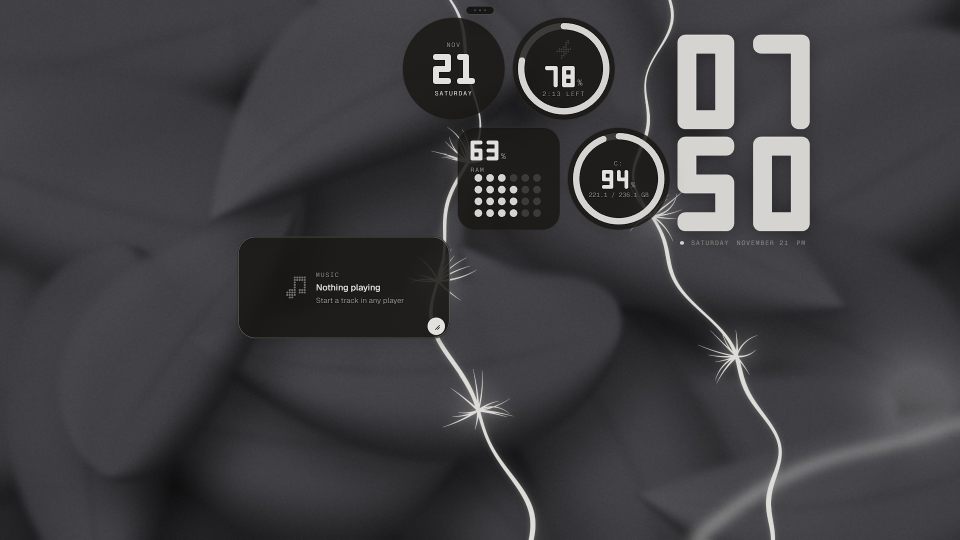 NOV
21
SATURDAY
78%
2:13 LEFT
07
50
63%
RAM
C:
94%
221.1 / 235.1 GB
SATURDAY NOVEMBER 21 PM
MUSIC
Nothing playing
Start a track in any player